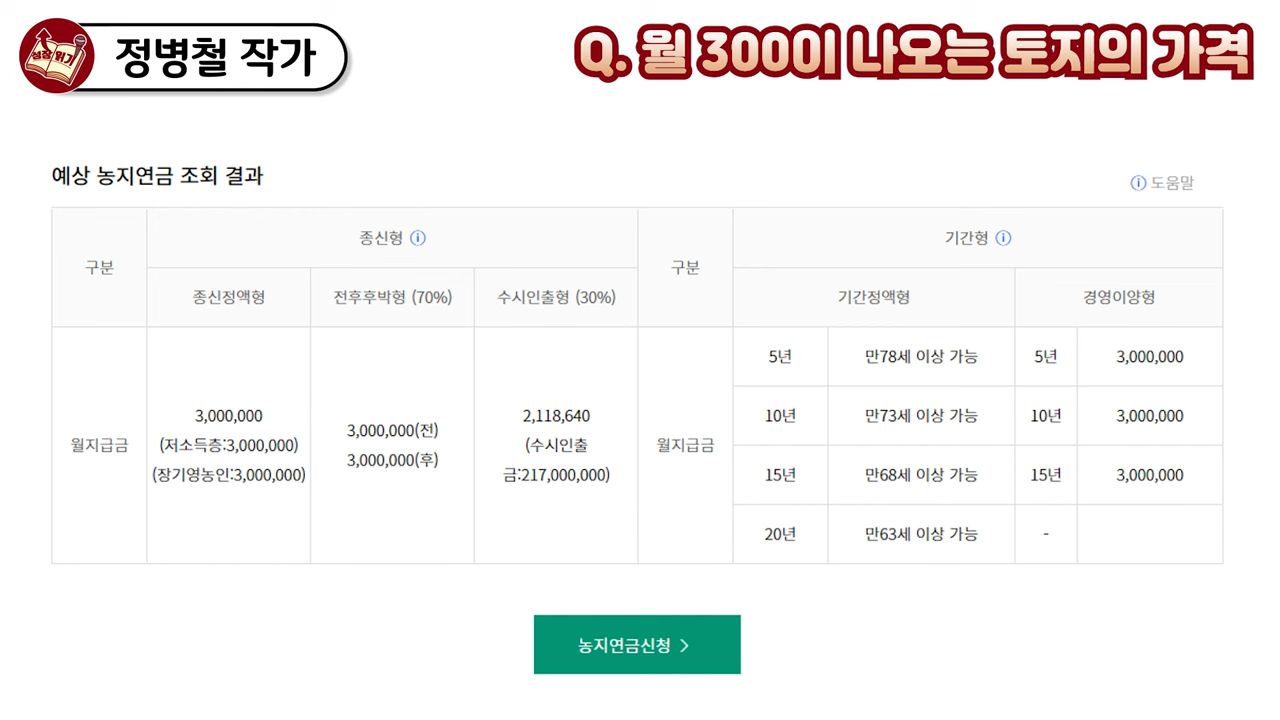 성장읽기
정병철 작가
Q. 월 300이 나오는 토지의 가격
예상 농지연금 조회 결과
도움말
구분
종신형
구분
기간형
종신정액형
전후후박형 (70%)
수시인출형 (30%)
기간정액형
경영이양형
월지급금
3,000,000
(저소득층:3,000,000)
(장기영농인:3,000,000)
3,000,000(전)
3,000,000(후)
2,118,640
(수시인출
금:217,000,000)
월지급금
5년
만78세 이상 가능
5년
3,000,000
10년
만73세 이상 가능
10년
3,000,000
15년
만68세 이상 가능
15년
3,000,000
20년
만63세 이상 가능
-
농지연금신청 >